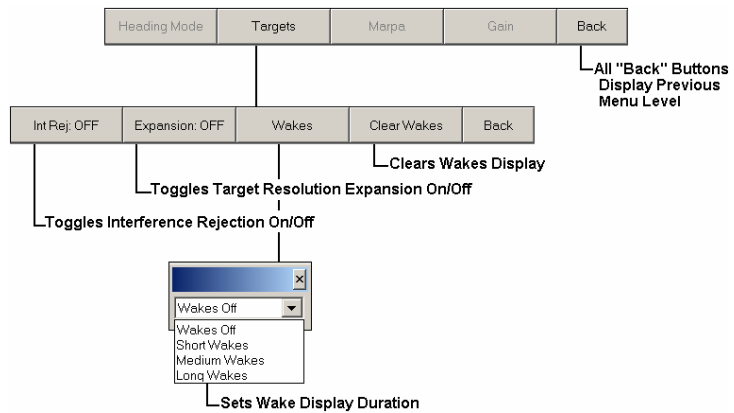 Heading Mode Targets Marpa Gain Back
All "Back" Buttons
Display Previous
Menu Level
Int Rej: OFF Expansion: OFF Wakes Clear Wakes Back
Clears Wakes Display
Toggles Target Resolution Expansion On/Off
Toggles Interference Rejection On/Off
Wakes Off
Wakes Off
Short Wakes
Medium Wakes
Long Wakes
Sets Wake Display Duration